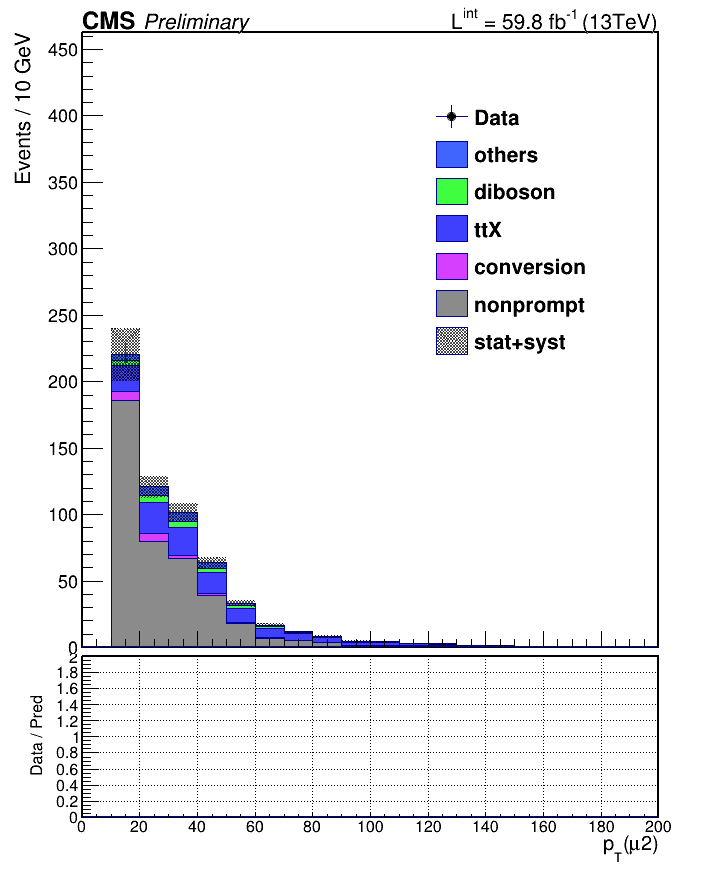 CMS Preliminary L^int = 59.8 fb^-1 (13TeV)
Events / 10 GeV
450
400
350
300
250
200
150
100
50
0
Data
others
diboson
ttX
conversion
nonprompt
stat+syst
Data / Pred
2
1.8
1.6
1.4
1.2
1
0.8
0.6
0.4
0.2
0
0 20 40 60 80 100 120 140 160 180 200
p_T(μ2)